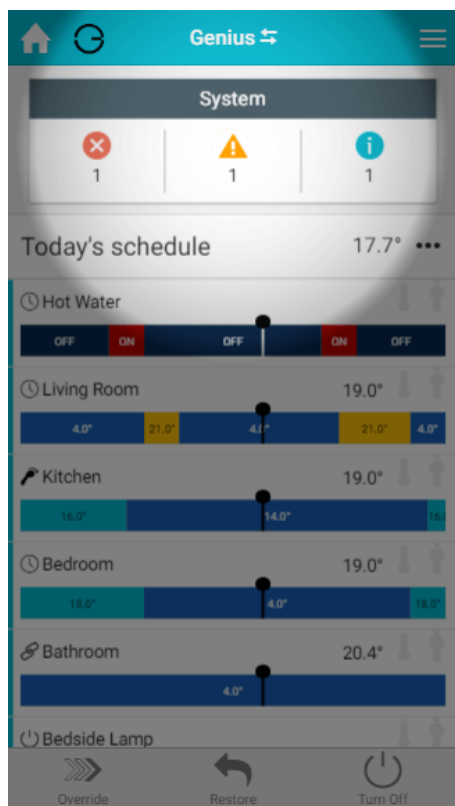 Genius
System
1 1 1
Today's schedule 17.7°
Hot Water
OFF ON OFF ON OFF
Living Room 19.0°
4.0° 21.0° 4.0° 21.0° 4.0°
Kitchen 19.0°
16.0° 14.0° 16.
Bedroom 19.0°
18.0° 4.0° 18.0°
Bathroom 20.4°
4.0°
Bedside Lamp
Override Restore Turn Off